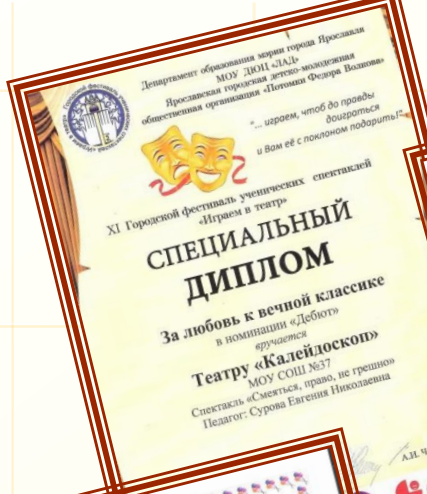 Департамент образования мэрии города Ярославля
МОУ ДЮЦ «ЛАД»
Ярославская городская детско-молодежная
общественная организация «Потомки Федора Волкова»
"... играем, чтоб до правды
доиграться
и Вам её с поклоном подарить!"
XI Городской фестиваль ученических спектаклей
«Играем в театр»
СПЕЦИАЛЬНЫЙ
ДИПЛОМ
За любовь к вечной классике
в номинации «Дебют»
вручается
Театру «Калейдоскоп»
МОУ СОШ №37
Спектакль «Смеяться, право, не грешно»
Педагог: Сурова Евгения Николаевна
А.И.